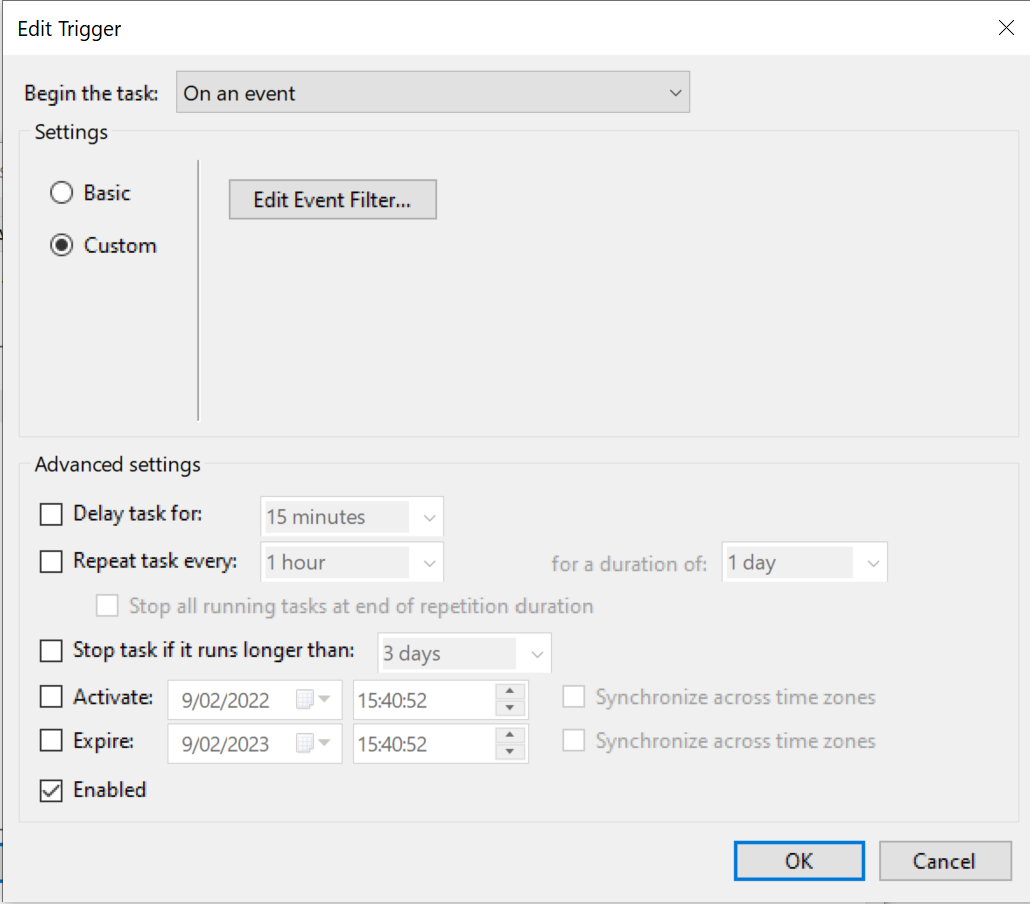 Edit Trigger
Begin the task: On an event
Settings
Basic
Edit Event Filter...
Custom
Advanced settings
Delay task for: 15 minutes
Repeat task every: 1 hour for a duration of: 1 day
Stop all running tasks at end of repetition duration
Stop task if it runs longer than: 3 days
Activate: 9/02/2022 15:40:52 Synchronize across time zones
Expire: 9/02/2023 15:40:52 Synchronize across time zones
Enabled
OK Cancel